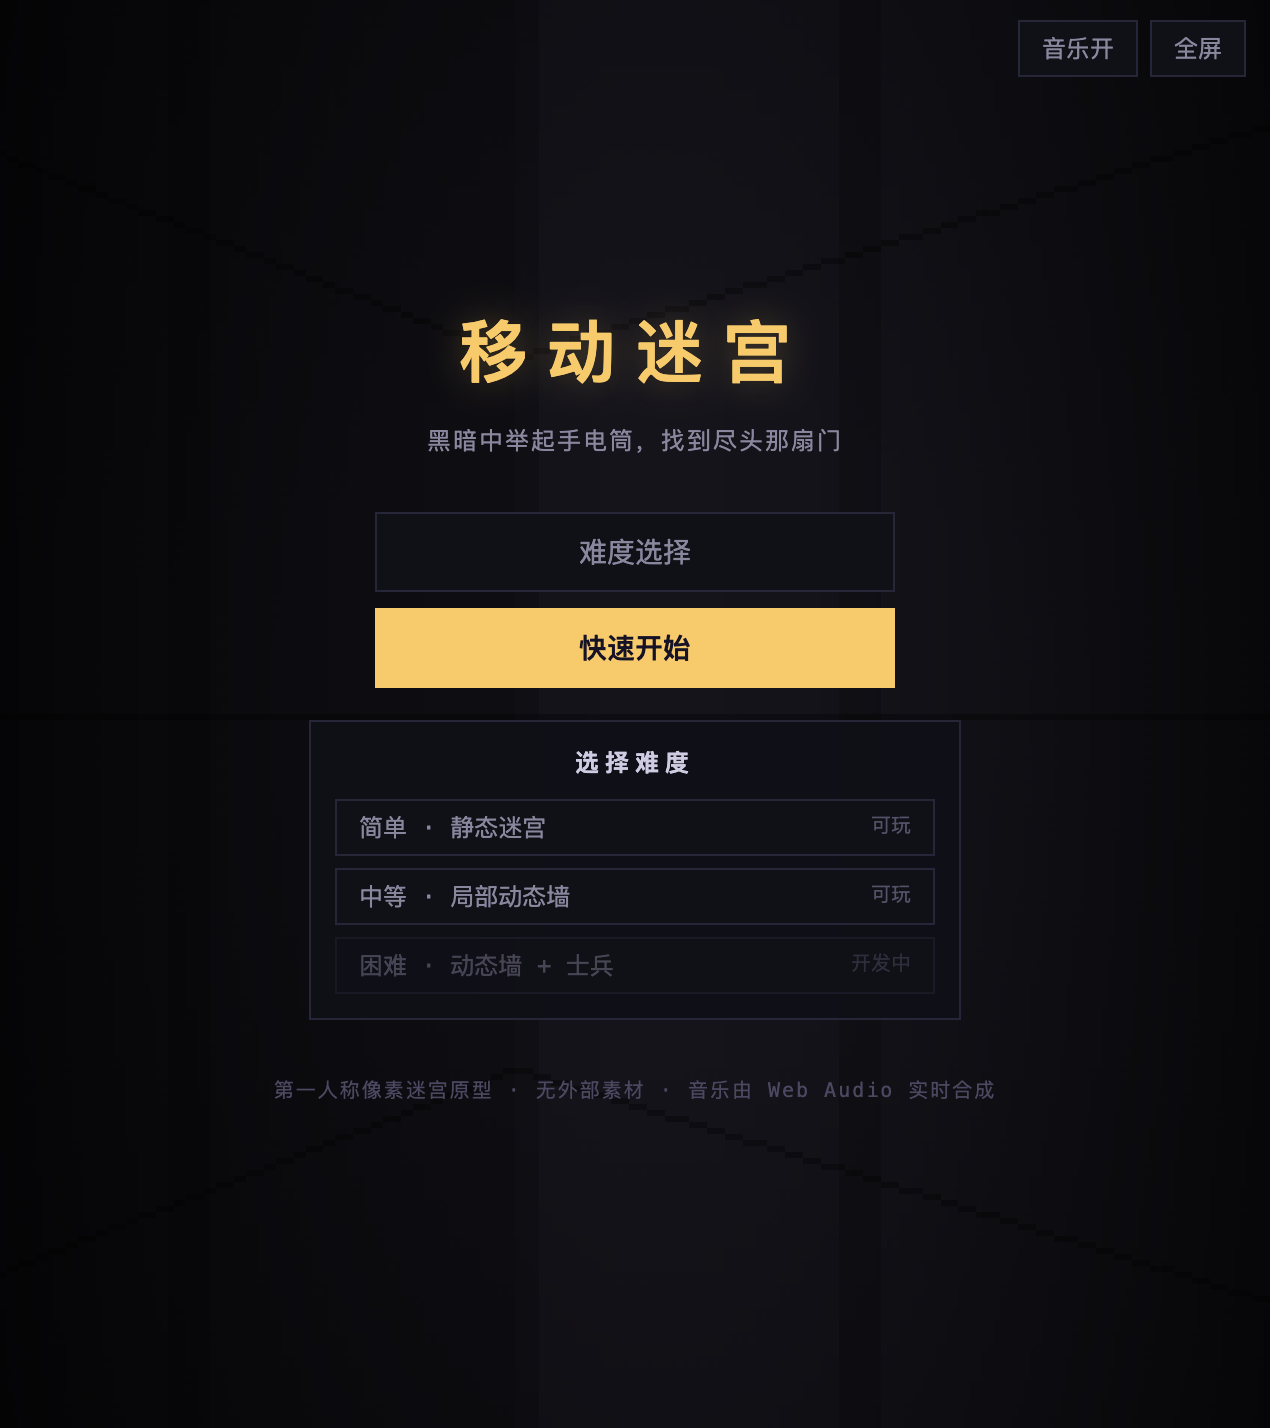 音乐开 全屏
移动迷宫
黑暗中举起手电筒，找到尽头那扇门
难度选择
快速开始
选择难度
简单 · 静态迷宫 可玩
中等 · 局部动态墙 可玩
困难 · 动态墙 + 士兵 开发中
第一人称像素迷宫原型 · 无外部素材 · 音乐由 Web Audio 实时合成